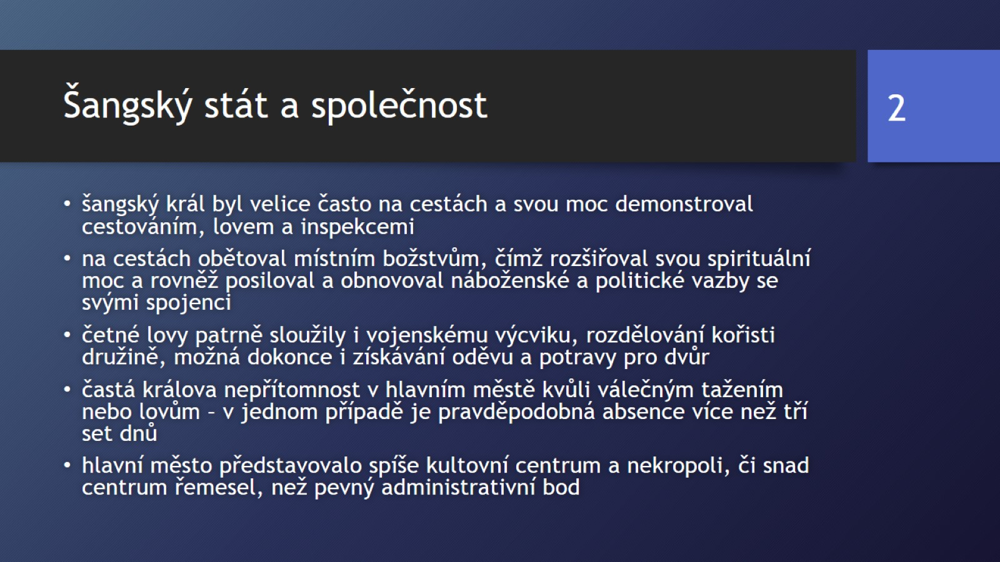 Šangský stát a společnost
2
• šangský král byl velice často na cestách a svou moc demonstroval
cestováním, lovem a inspekcemi
• na cestách obětoval místním božstvům, čímž rozšiřoval svou spirituální
moc a rovněž posiloval a obnovoval náboženské a politické vazby se
svými spojenci
• četné lovy patrně sloužily i vojenskému výcviku, rozdělování kořisti
družině, možná dokonce i získávání oděvu a potravy pro dvůr
• častá králova nepřítomnost v hlavním městě kvůli válečným tažením
nebo lovům – v jednom případě je pravděpodobná absence více než tří
set dnů
• hlavní město představovalo spíše kultovní centrum a nekropoli, či snad
centrum řemesel, než pevný administrativní bod